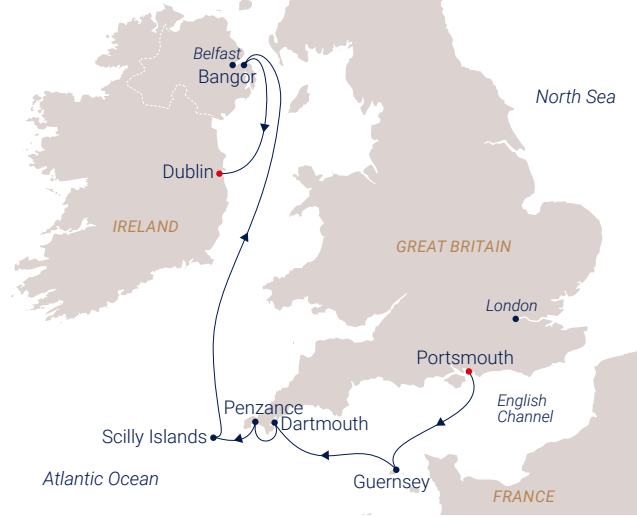 Belfast
Bangor
North Sea
Dublin
IRELAND
GREAT BRITAIN
London
Portsmouth
English
Channel
Penzance
Dartmouth
Scilly Islands
Atlantic Ocean
Guernsey
FRANCE